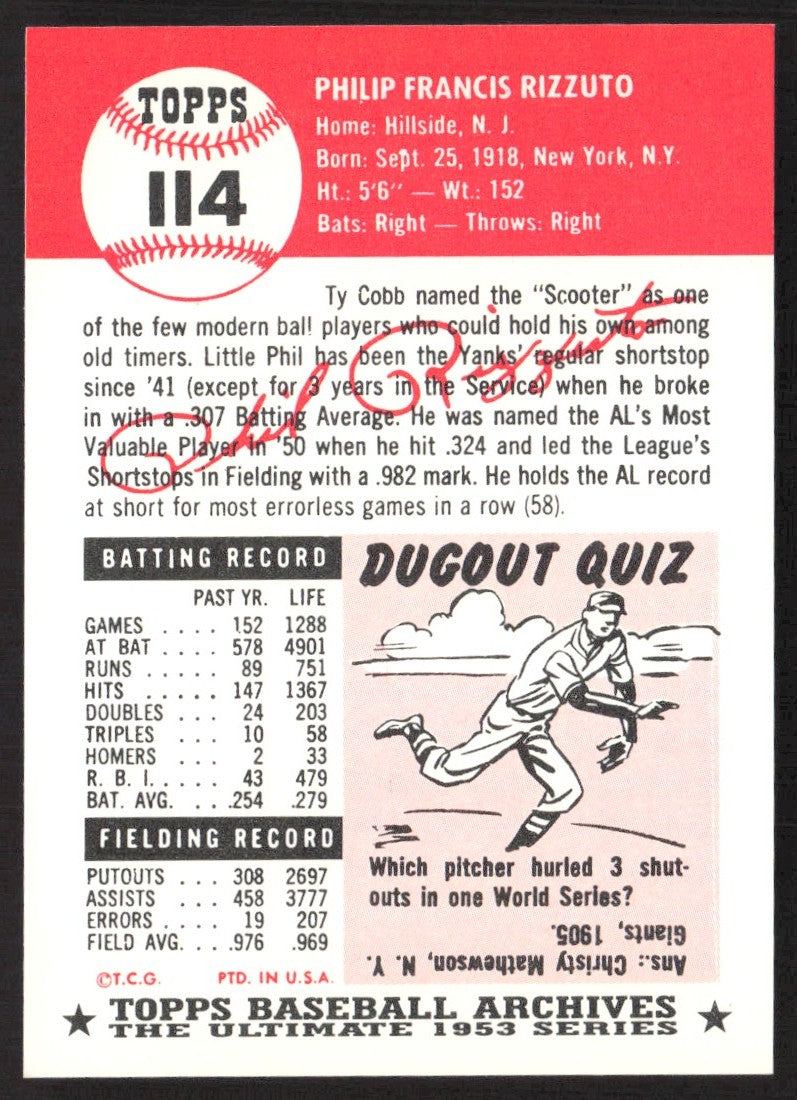 TOPPS
114
PHILIP FRANCIS RIZZUTO
Home: Hillside, N. J.
Born: Sept. 25, 1918, New York, N.Y.
Ht.: 5'6" — Wt.: 152
Bats: Right — Throws: Right
Ty Cobb named the "Scooter" as one
of the few modern ball players who could hold his own among
old timers. Little Phil has been the Yanks' regular shortstop
since '41 (except for 3 years in the Service) when he broke
in with a .307 Batting Average. He was named the AL's Most
Valuable Player in '50 when he hit .324 and led the League's
Shortstops in Fielding with a .982 mark. He holds the AL record
at short for most errorless games in a row (58).
Phil Rizzuto
BATTING RECORD
PAST YR. LIFE
GAMES .... 152 1288
AT BAT .... 578 4901
RUNS ..... 89 751
HITS ..... 147 1367
DOUBLES ... 24 203
TRIPLES ... 10 58
HOMERS ... 2 33
R. B. I. .... 43 479
BAT. AVG. ... .254 .279
FIELDING RECORD
PUTOUTS ... 308 2697
ASSISTS ... 458 3777
ERRORS .... 19 207
FIELD AVG. ... .976 .969
©T.C.G. PTD. IN U.S.A.
DUGOUT QUIZ
Which pitcher hurled 3 shut-
outs in one World Series?
Ans.: Christy Mathewson, N. Y.
Giants, 1905.
★ TOPPS BASEBALL ARCHIVES ★
THE ULTIMATE 1953 SERIES